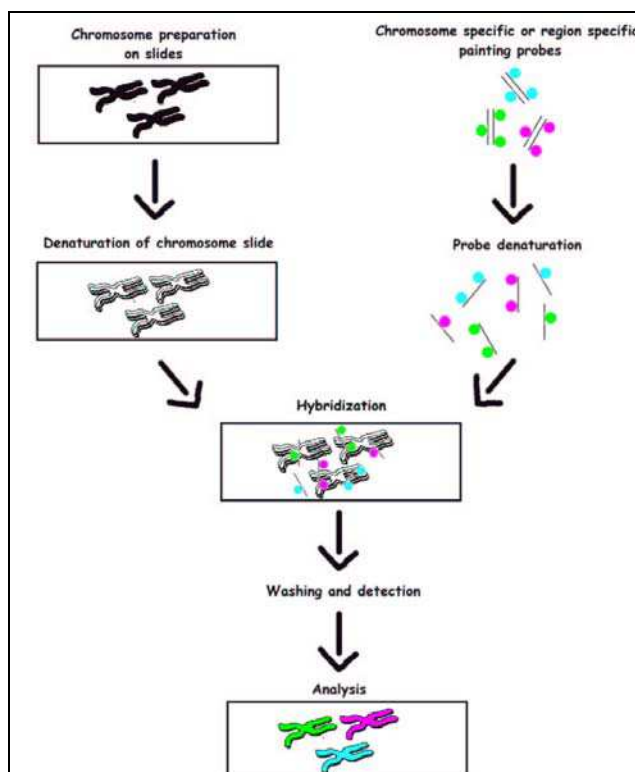 Chromosome preparation
on slides
Chromosome specific or region specific
painting probes
Denaturation of chromosome slide
Probe denaturation
Hybridization
Washing and detection
Analysis